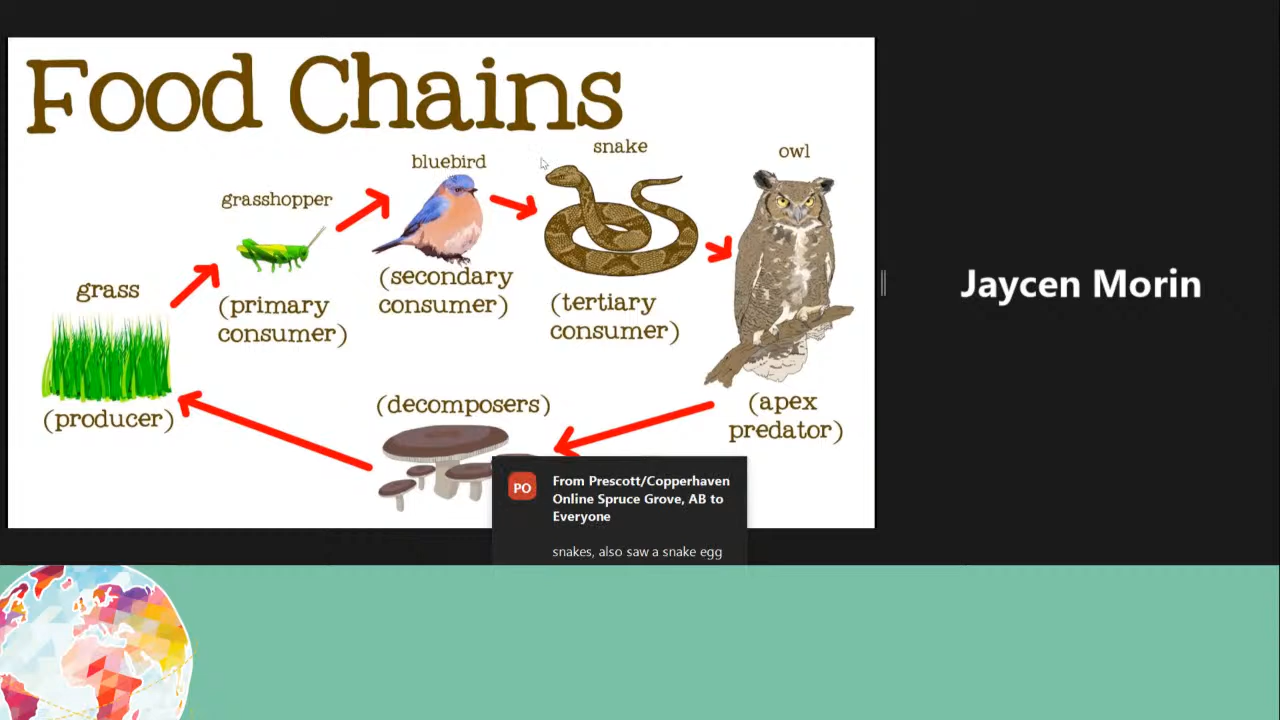 Food Chains
snake
owl
bluebird
grasshopper
(secondary
consumer)
grass
(primary
consumer)
(tertiary
consumer)
(producer)
(decomposers)
(apex
predator)
PO
From Prescott/Copperhaven
Online Spruce Grove, AB to
Everyone
snakes, also saw a snake egg
Jaycen Morin